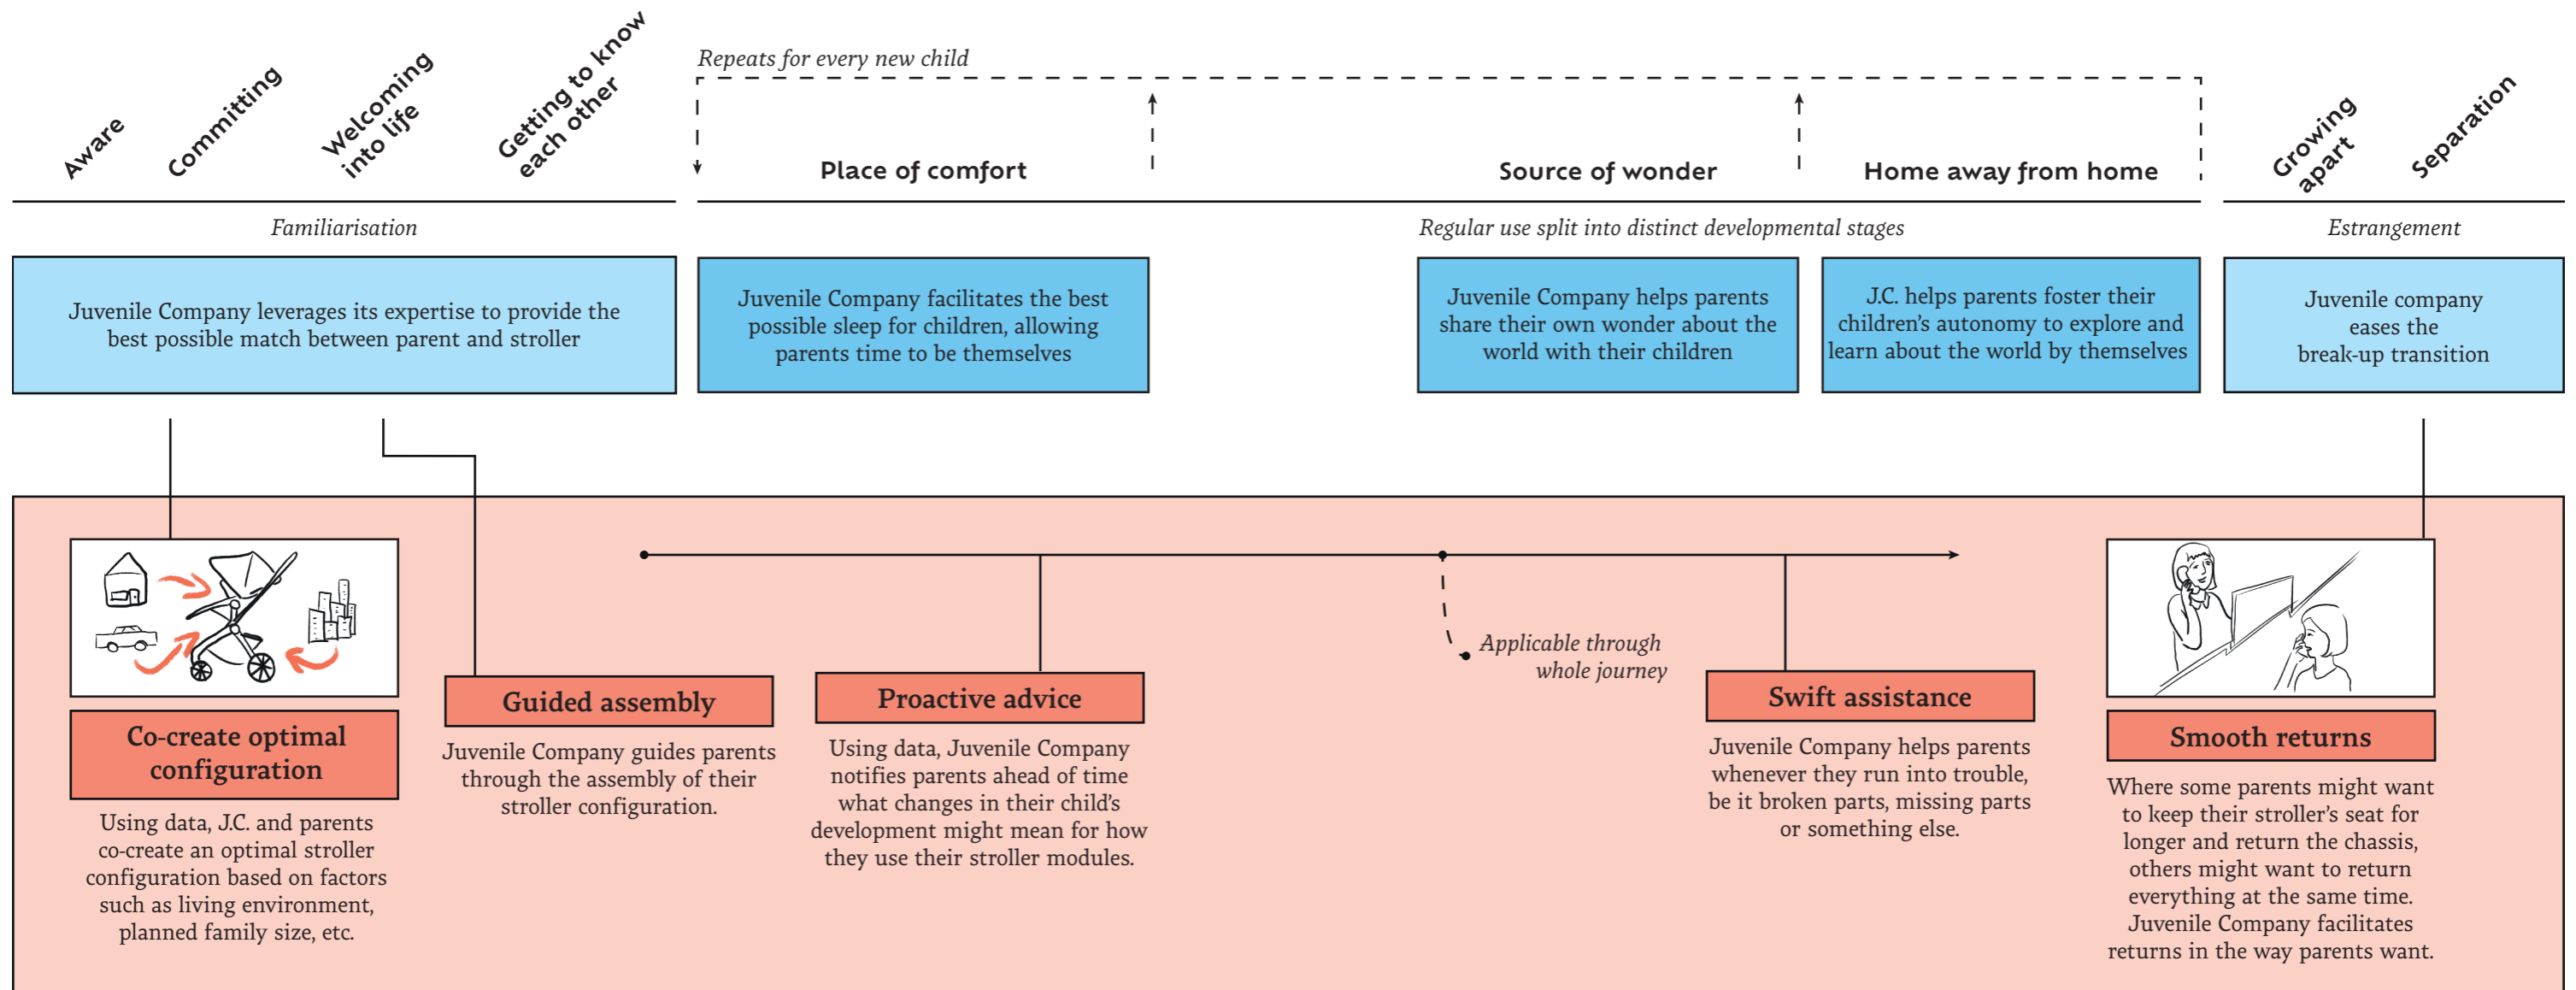 Aware
Committing
Welcoming
into life
Getting to know
each other
Repeats for every new child
Place of comfort
Source of wonder
Home away from home
Growing
apart
Separation
Familiarisation
Regular use split into distinct developmental stages
Estrangement
Juvenile Company leverages its expertise to provide the
best possible match between parent and stroller
Juvenile Company facilitates the best
possible sleep for children, allowing
parents time to be themselves
Juvenile Company helps parents
share their own wonder about the
world with their children
J.C. helps parents foster their
children's autonomy to explore and
learn about the world by themselves
Juvenile company
eases the
break-up transition
Co-create optimal
configuration
Using data, J.C. and parents
co-create an optimal stroller
configuration based on factors
such as living environment,
planned family size, etc.
Guided assembly
Juvenile Company guides parents
through the assembly of their
stroller configuration.
Proactive advice
Using data, Juvenile Company
notifies parents ahead of time
what changes in their child's
development might mean for how
they use their stroller modules.
Applicable through
whole journey
Swift assistance
Juvenile Company helps parents
whenever they run into trouble,
be it broken parts, missing parts
or something else.
Smooth returns
Where some parents might want
to keep their stroller's seat for
longer and return the chassis,
others might want to return
everything at the same time.
Juvenile Company facilitates
returns in the way parents want.